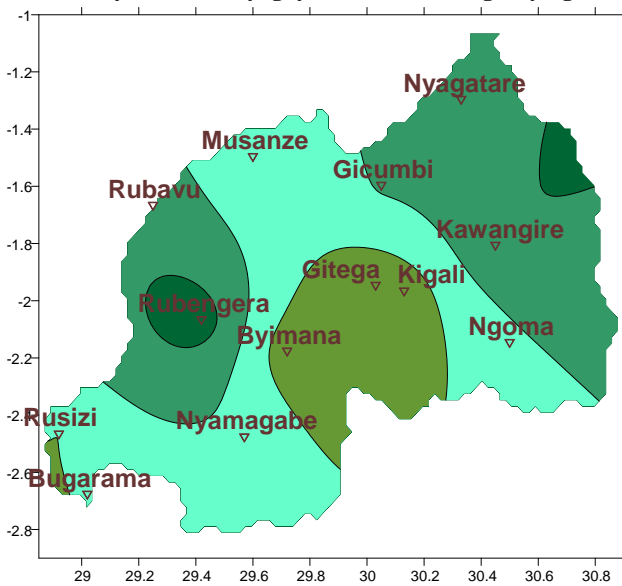 -1
-1.2
Nyagatare
-1.4
Musanze
Gicumbi
-1.6
Rubavu
Kawangire
-1.8
Gitega
Kigali
-2
Rubengera
Ngoma
Byimana
-2.2
Rusizi
Nyamagabe
-2.6
Bugarama
-2.8
29 29.2 29.4 29.6 29.8 30 30.2 30.4 30.6 30.8